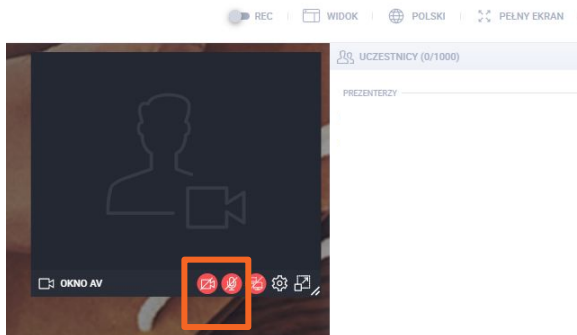 REC WIDOK POLSKI PEŁNY EKRAN
UCZESTNICY (0/1000)
PREZENTERZY
OKNO AV